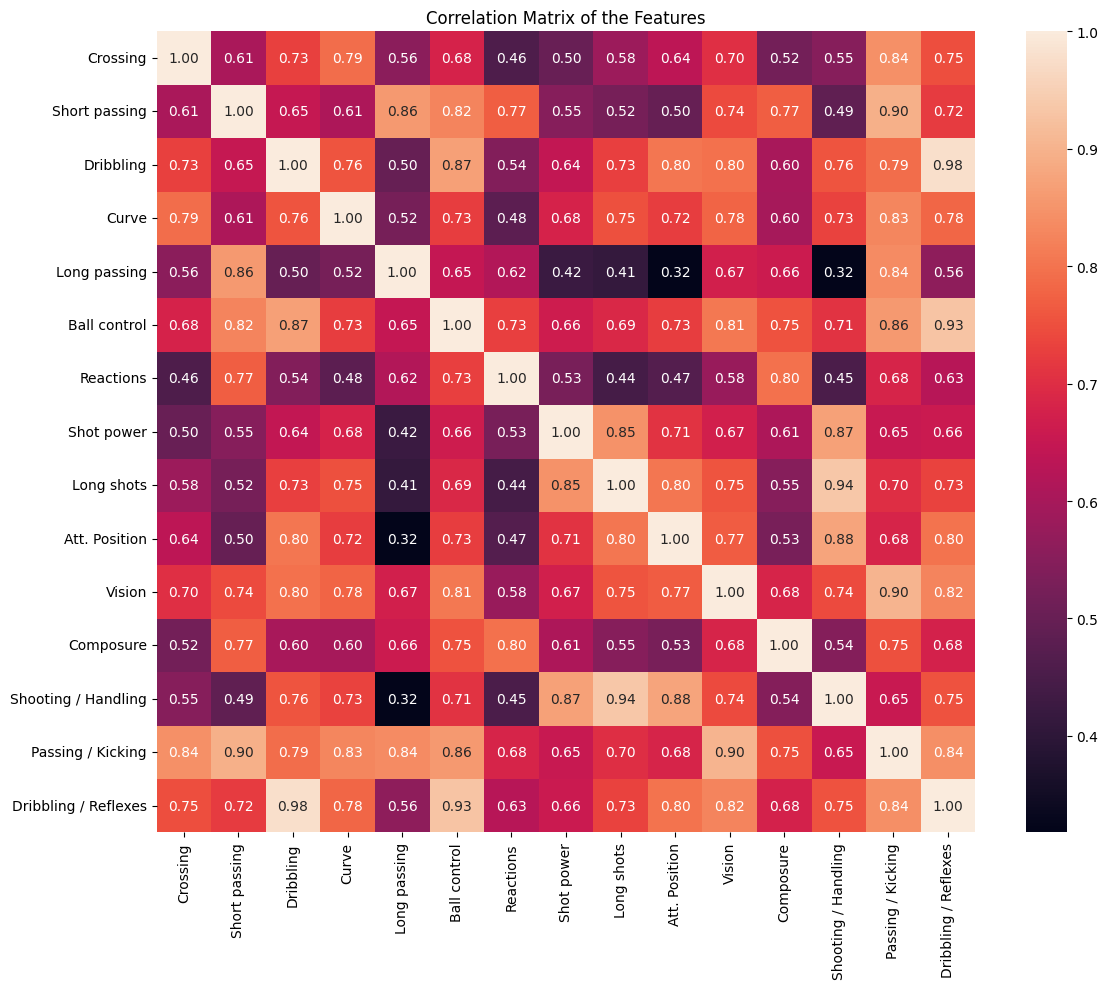 Correlation Matrix of the Features
Crossing 1.00 0.61 0.73 0.79 0.56 0.68 0.46 0.50 0.58 0.64 0.70 0.52 0.55 0.84 0.75
Short passing 0.61 1.00 0.65 0.61 0.86 0.82 0.77 0.55 0.52 0.50 0.74 0.77 0.49 0.90 0.72
Dribbling 0.73 0.65 1.00 0.76 0.50 0.87 0.54 0.64 0.73 0.80 0.80 0.60 0.76 0.79 0.98
Curve 0.79 0.61 0.76 1.00 0.52 0.73 0.48 0.68 0.75 0.72 0.78 0.60 0.73 0.83 0.78
Long passing 0.56 0.86 0.50 0.52 1.00 0.65 0.62 0.42 0.41 0.32 0.67 0.66 0.32 0.84 0.56
Ball control 0.68 0.82 0.87 0.73 0.65 1.00 0.73 0.66 0.69 0.73 0.81 0.75 0.71 0.86 0.93
Reactions 0.46 0.77 0.54 0.48 0.62 0.73 1.00 0.53 0.44 0.47 0.58 0.80 0.45 0.68 0.63
Shot power 0.50 0.55 0.64 0.68 0.42 0.66 0.53 1.00 0.85 0.71 0.67 0.61 0.87 0.65 0.66
Long shots 0.58 0.52 0.73 0.75 0.41 0.69 0.44 0.85 1.00 0.80 0.75 0.55 0.94 0.70 0.73
Att. Position 0.64 0.50 0.80 0.72 0.32 0.73 0.47 0.71 0.80 1.00 0.77 0.53 0.88 0.68 0.80
Vision 0.70 0.74 0.80 0.78 0.67 0.81 0.58 0.67 0.75 0.77 1.00 0.68 0.74 0.90 0.82
Composure 0.52 0.77 0.60 0.60 0.66 0.75 0.80 0.61 0.55 0.53 0.68 1.00 0.54 0.75 0.68
Shooting / Handling 0.55 0.49 0.76 0.73 0.32 0.71 0.45 0.87 0.94 0.88 0.74 0.54 1.00 0.65 0.75
Passing / Kicking 0.84 0.90 0.79 0.83 0.84 0.86 0.68 0.65 0.70 0.68 0.90 0.75 0.65 1.00 0.84
Dribbling / Reflexes 0.75 0.72 0.98 0.78 0.56 0.93 0.63 0.66 0.73 0.80 0.82 0.68 0.75 0.84 1.00
Crossing
Short passing
Dribbling
Curve
Long passing
Ball control
Reactions
Shot power
Long shots
Att. Position
Vision
Composure
Shooting / Handling
Passing / Kicking
Dribbling / Reflexes
1.0
0.9
0.8
0.7
0.6
0.5
0.4